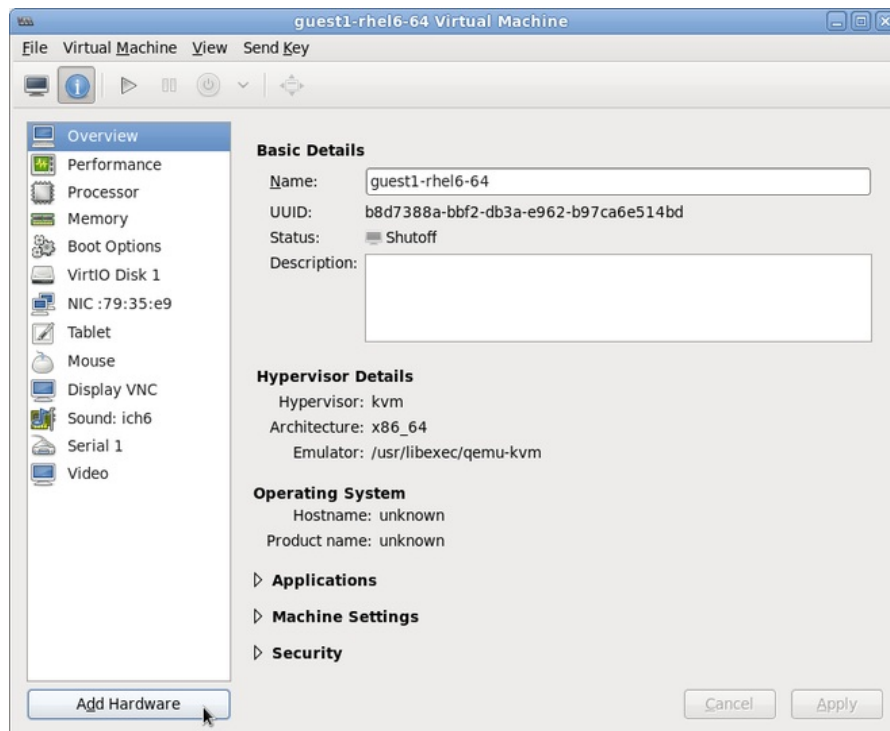 guest1-rhel6-64 Virtual Machine
File Virtual Machine View Send Key
Overview
Performance
Processor
Memory
Boot Options
VirtIO Disk 1
NIC :79:35:e9
Tablet
Mouse
Display VNC
Sound: ich6
Serial 1
Video
Add Hardware
Basic Details
Name: guest1-rhel6-64
UUID: b8d7388a-bbf2-db3a-e962-b97ca6e514bd
Status: Shutoff
Description:
Hypervisor Details
Hypervisor: kvm
Architecture: x86_64
Emulator: /usr/libexec/qemu-kvm
Operating System
Hostname: unknown
Product name: unknown
Applications
Machine Settings
Security
Cancel Apply